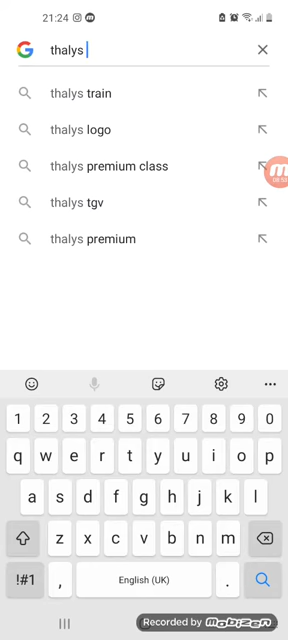 21:24
thalys
thalys train
thalys logo
thalys premium class
thalys tgv
thalys premium
1 2 3 4 5 6 7 8 9 0
q w e r t y u i o p
a s d f g h j k l
z x c v b n m
!#1 , English (UK) .
Recorded by mobizen